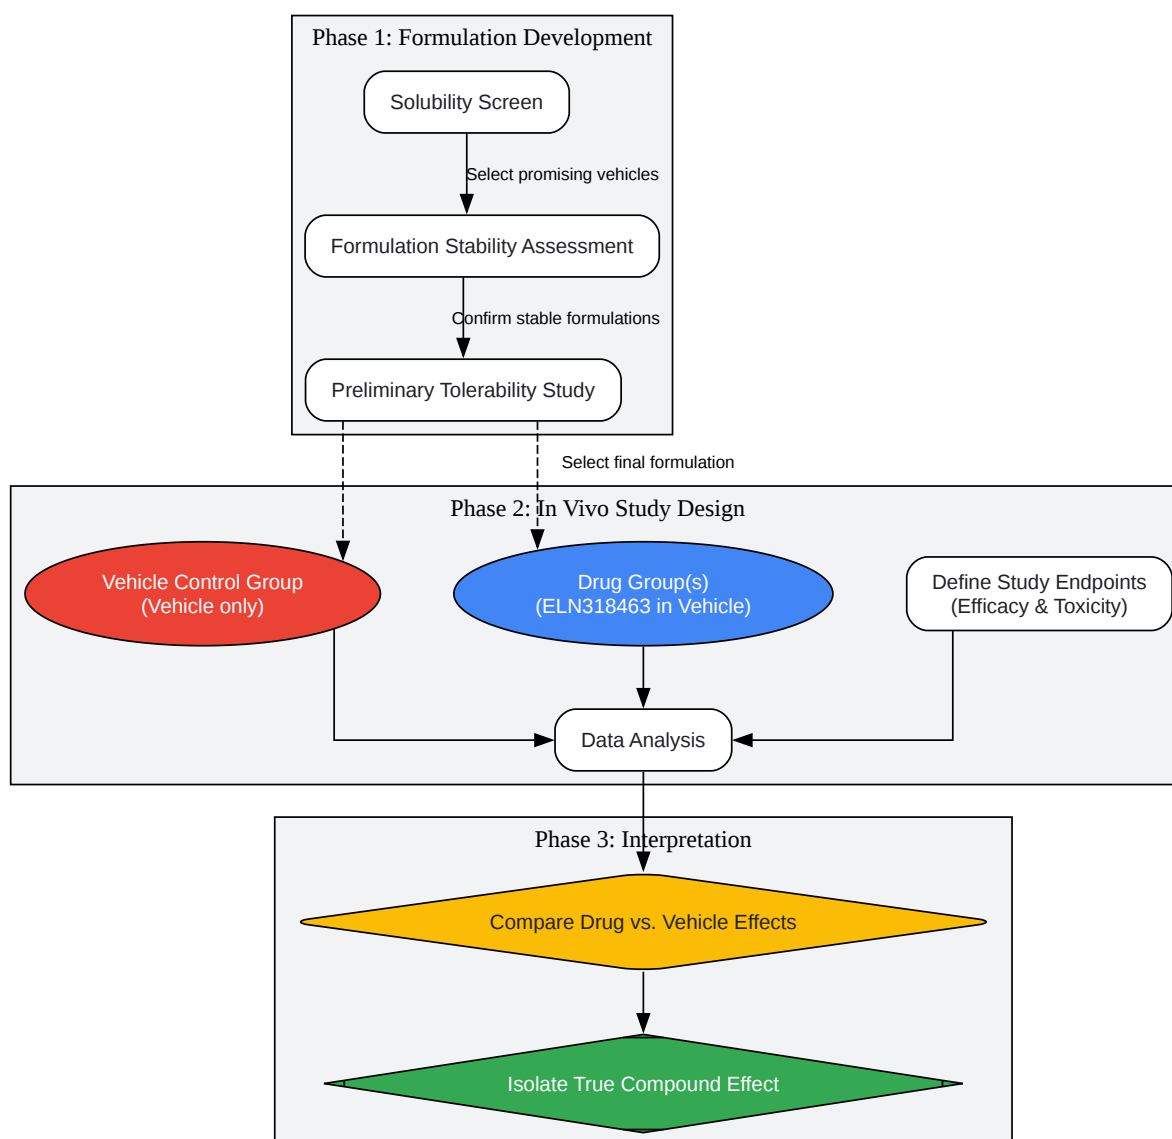 Phase 1: Formulation Development
Solubility Screen
Select promising vehicles
Formulation Stability Assessment
Confirm stable formulations
Preliminary Tolerability Study
Select final formulation
Phase 2: In Vivo Study Design
Vehicle Control Group
(Vehicle only)
Drug Group(s)
(ELN318463 in Vehicle)
Define Study Endpoints
(Efficacy & Toxicity)
Data Analysis
Phase 3: Interpretation
Compare Drug vs. Vehicle Effects
Isolate True Compound Effect